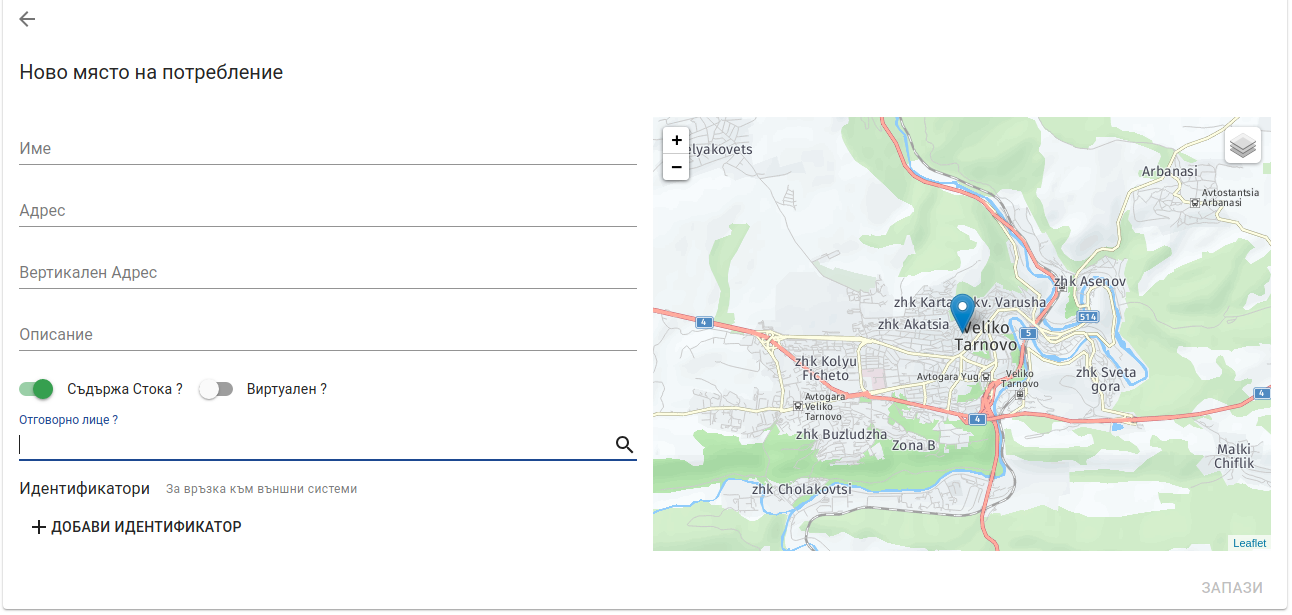 Ново място на потребление
Име
Адрес
Вертикален Адрес
Описание
Съдържа Стока ?
Виртуален ?
Отговорно лице ?
Идентификатори
За връзка към външни системи
+ ДОБАВИ ИДЕНТИФИКАТОР
+
−
elyakovets
Arbanasi
Avtostantsia
Arbanasi
zhk Asenov
zhk Karta
kv. Varusha
514
4
zhk Akatsia
Veliko
Tarnovo
5
zhk Kolyu
Ficheto
Avtogara Yug
Veliko
Tarnovo
zhk Sveta
gora
4
Avtogara
Veliko
Tarnovo
4
zhk Buzludzha
Zona B
Malki
Chiflik
zhk Cholakovtsi
Leaflet
ЗАПАЗИ